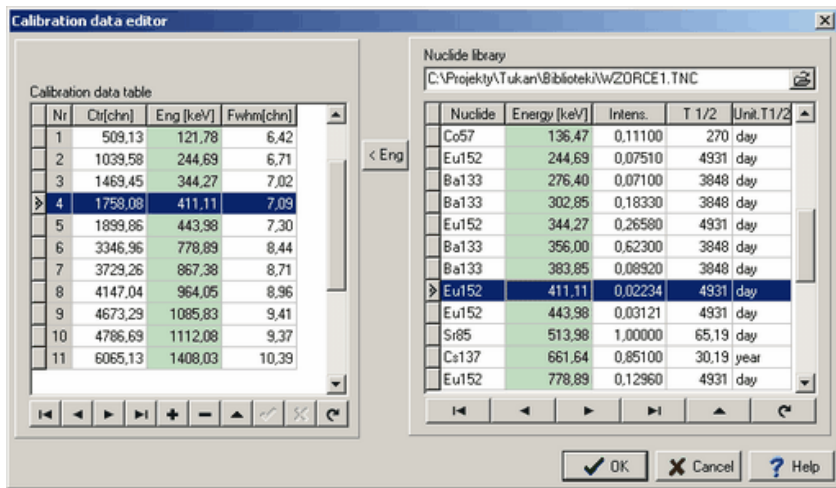 Calibration data editor
Calibration data table
Nr Ctr[chn] Eng [keV] Fwhm[chn]
1 509,13 121,78 6,42
2 1039,58 244,69 6,71
3 1469,45 344,27 7,02
4 1758,08 411,11 7,09
5 1899,86 443,98 7,30
6 3346,96 778,89 8,44
7 3729,26 867,38 8,71
8 4147,04 964,05 8,96
9 4673,29 1085,83 9,41
10 4786,69 1112,08 9,37
11 6065,13 1408,03 10,39
< Eng
Nuclide library
C:\Projekty\Tukan\Biblioteki\WZORCE1.TNC
Nuclide Energy [keV] Intens. T 1/2 Unit.T1/2
Co57 136,47 0,11100 270 day
Eu152 244,69 0,07510 4931 day
Ba133 276,40 0,07100 3848 day
Ba133 302,85 0,18330 3848 day
Eu152 344,27 0,26580 4931 day
Ba133 356,00 0,62300 3848 day
Ba133 383,85 0,08920 3848 day
Eu152 411,11 0,02234 4931 day
Eu152 443,98 0,03121 4931 day
Sr85 513,98 1,00000 65,19 day
Cs137 661,64 0,85100 30,19 year
Eu152 778,89 0,12960 4931 day
OK Cancel ? Help